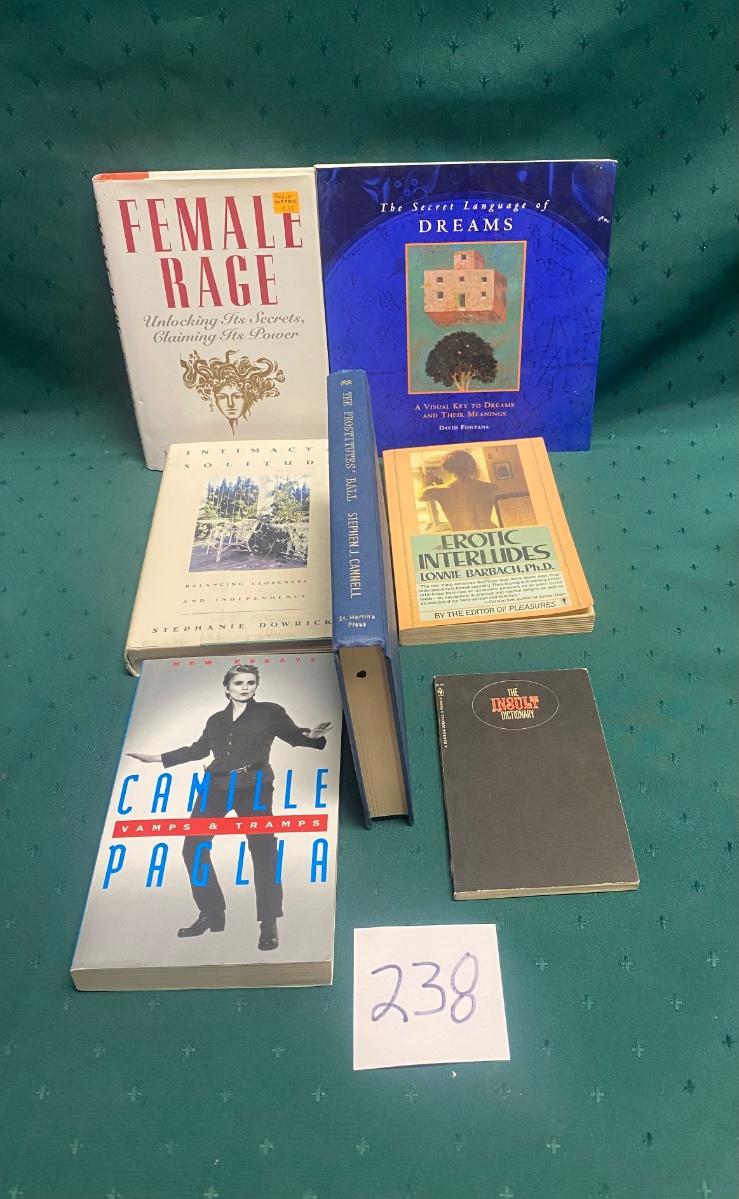 FEMALE
RAGE
Unlocking Its Secrets,
Claiming Its Power
The Secret Language of
DREAMS
A VISUAL KEY TO DREAMS
AND THEIR MEANINGS
DAVID FONTANA
INTIMACY
SOLITUD
BALANCING CLOSENESS
AND INDEPENDENCE
STEPHANIE DOWRICK
THE PROSTITUTES' BALL STEPHEN J. CANNELL
St. Martin's
Press
EROTIC
INTERLUDES
LONNIE BARBACH, Ph.D.
BY THE EDITOR OF PLEASURES
NEW ESSAYS
CAMILLE
VAMPS & TRAMPS
PAGLIA
THE
INSULT
DICTIONARY
238